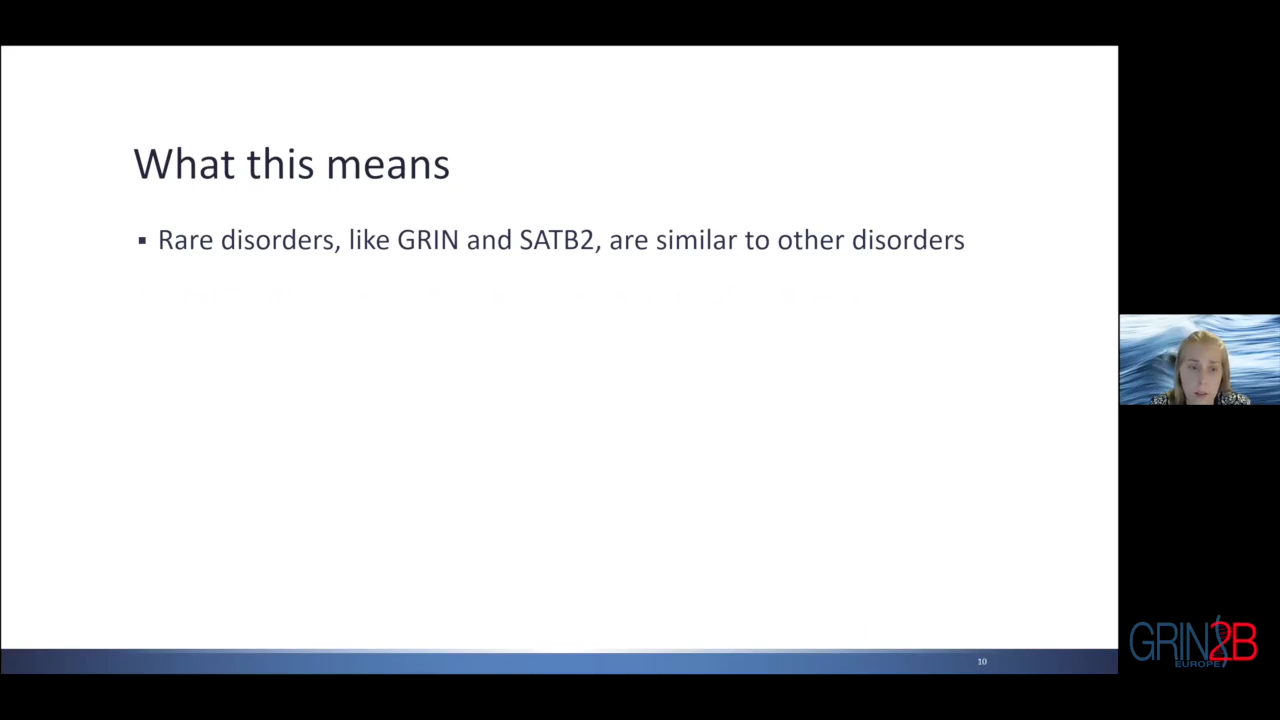 What this means
▪ Rare disorders, like GRIN and SATB2, are similar to other disorders
10
GRIN2B
EUROPE